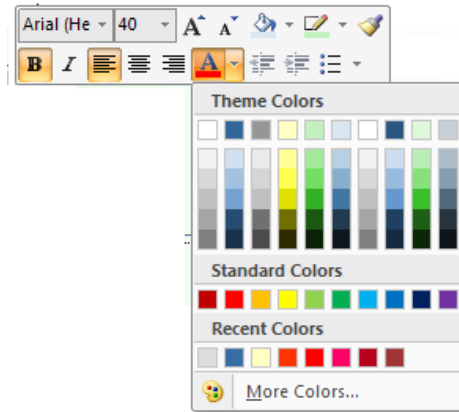 Arial (He 40 A A
B I A
Theme Colors
Standard Colors
Recent Colors
More Colors...